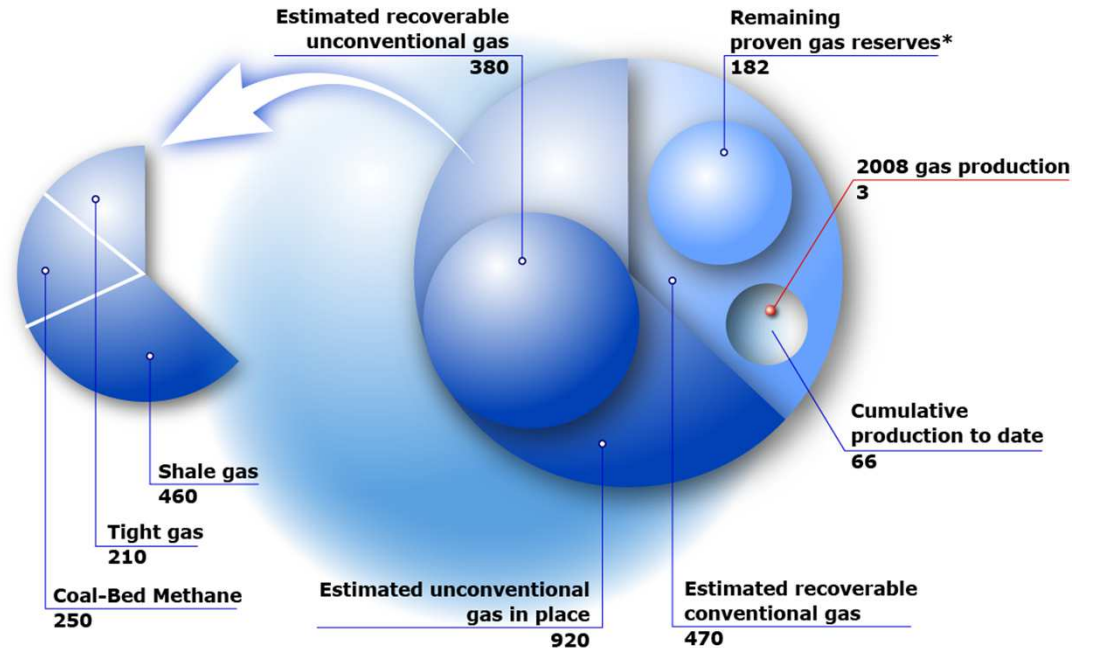 Estimated recoverable
unconventional gas
380
Remaining
proven gas reserves*
182
2008 gas production
3
Cumulative
production to date
66
Shale gas
460
Tight gas
210
Coal-Bed Methane
250
Estimated unconventional
gas in place
920
Estimated recoverable
conventional gas
470